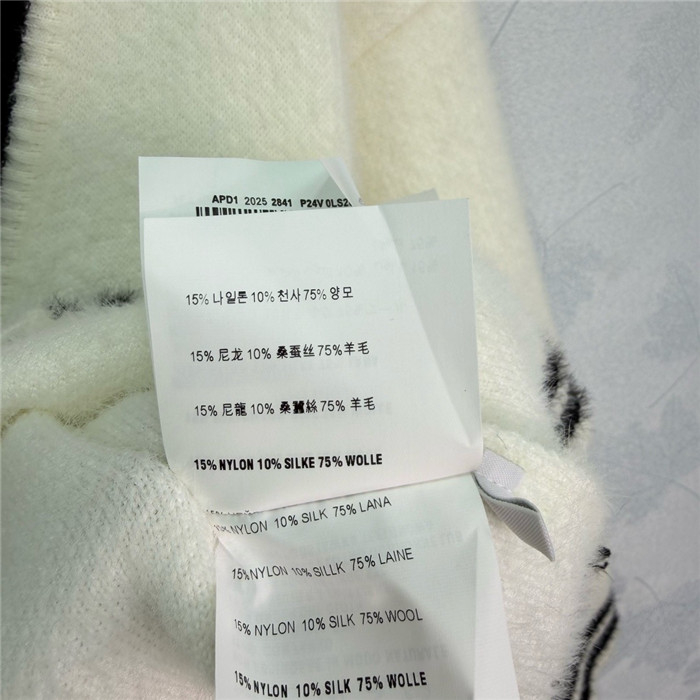 APD1 2025 2841 P24V 0LS2
15% 나일론 10% 천사 75% 양모
15% 尼龙 10% 桑蚕丝 75% 羊毛
15% 尼龍 10% 桑蠶絲 75% 羊毛
15% NYLON 10% SILKE 75% WOLLE
NYLON 10% SILK 75% LANA
15% NYLON 10% SILLK 75% LAINE
15% NYLON 10% SILK 75% WOOL
15% NYLON 10% SILK 75% WOLLE